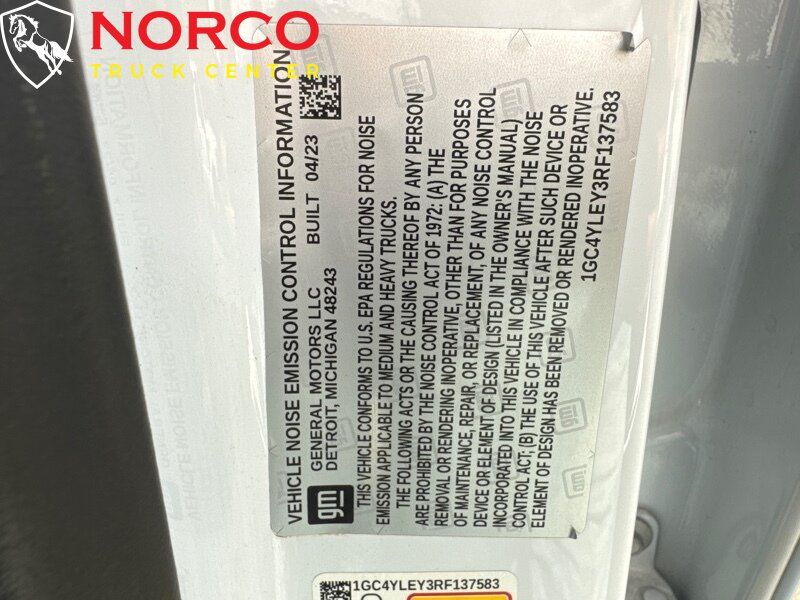 NORCO
TRUCK CENTER
VEHICLE NOISE EMISSION CONTROL INFORMATION
gm
GENERAL MOTORS LLC BUILT 04/23
DETROIT, MICHIGAN 48243
THIS VEHICLE CONFORMS TO U.S. EPA REGULATIONS FOR NOISE
EMISSION APPLICABLE TO MEDIUM AND HEAVY TRUCKS.
THE FOLLOWING ACTS OR THE CAUSING THEREOF BY ANY PERSON
ARE PROHIBITED BY THE NOISE CONTROL ACT OF 1972: (A) THE
REMOVAL OR RENDERING INOPERATIVE, OTHER THAN FOR PURPOSES
OF MAINTENANCE, REPAIR, OR REPLACEMENT, OF ANY NOISE CONTROL
DEVICE OR ELEMENT OF DESIGN (LISTED IN THE OWNER'S MANUAL)
INCORPORATED INTO THIS VEHICLE IN COMPLIANCE WITH THE NOISE
CONTROL ACT; (B) THE USE OF THIS VEHICLE AFTER SUCH DEVICE OR
ELEMENT OF DESIGN HAS BEEN REMOVED OR RENDERED INOPERATIVE.
1GC4YLEY3RF137583
1GC4YLEY3RF137583